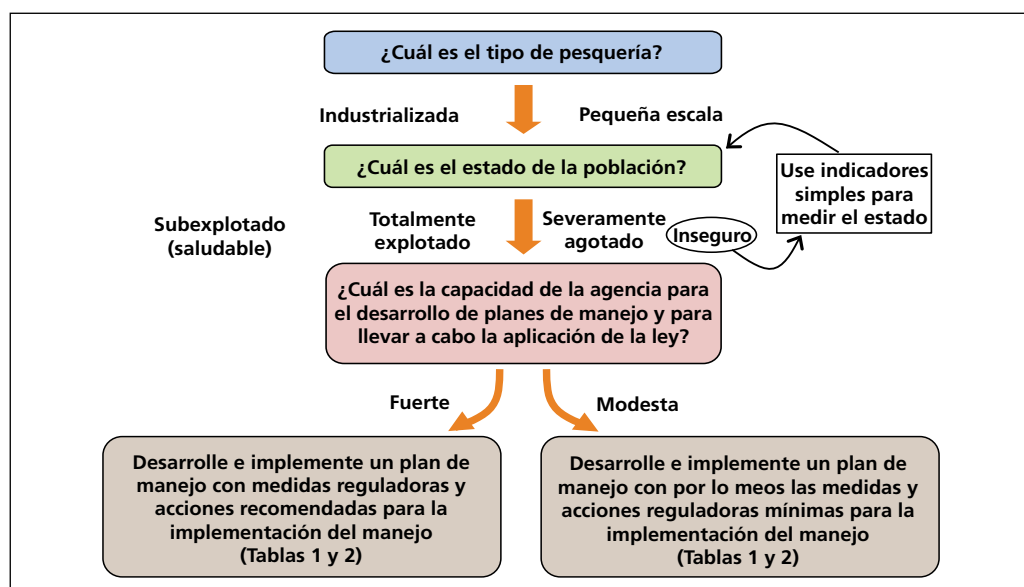 ¿Cuál es el tipo de pesquería?
Industrializada
Pequeña escala
¿Cuál es el estado de la población?
Use indicadores
simples para
medir el estado
Subexplotado
(saludable)
Totalmente
explotado
Severamente
agotado
Inseguro
¿Cuál es la capacidad de la agencia para
el desarrollo de planes de manejo y para
llevar a cabo la aplicación de la ley?
Fuerte
Modesta
Desarrolle e implemente un plan de
manejo con medidas reguladoras y
acciones recomendadas para la
implementación del manejo
(Tablas 1 y 2)
Desarrolle e implemente un plan de
manejo con por lo meos las medidas y
acciones reguladoras mínimas para la
implementación del manejo
(Tablas 1 y 2)